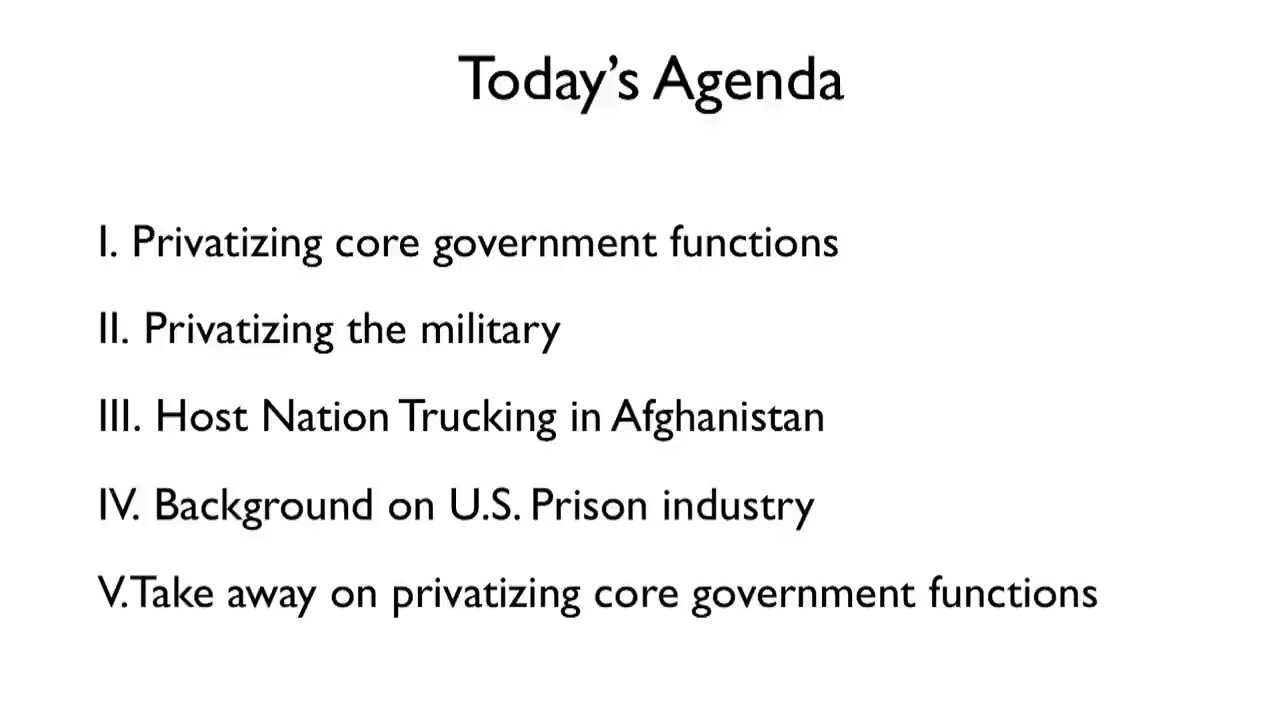 Today’s Agenda
I. Privatizing core government functions
II. Privatizing the military
III. Host Nation Trucking in Afghanistan
IV. Background on U.S. Prison industry
V. Take away on privatizing core government functions